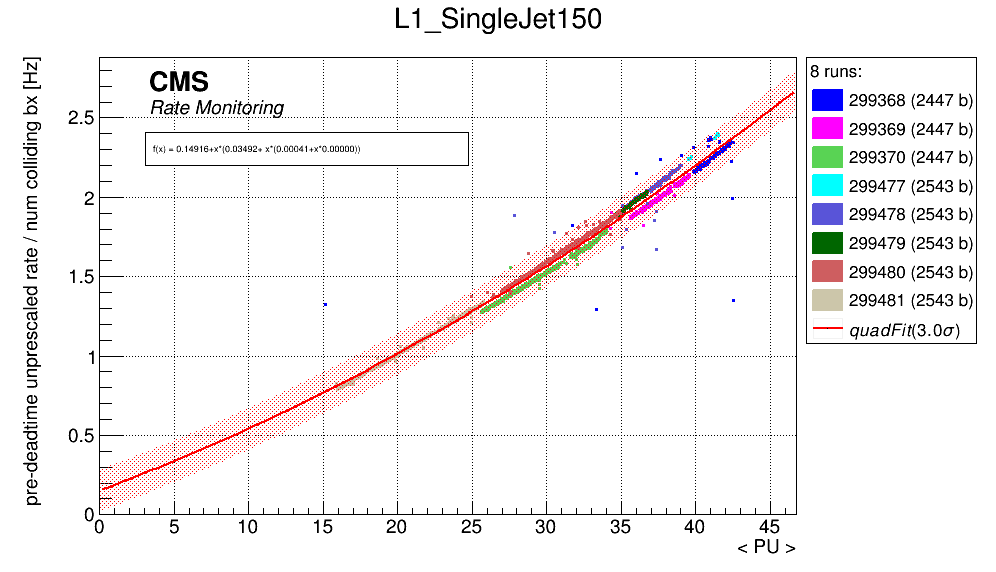 L1_SingleJet150
pre-deadtime unprescaled rate / num colliding bx [Hz]
CMS
Rate Monitoring
f(x) = 0.14916+x*(0.03492+ x*(0.00041+x*0.00000))
2.5
2
1.5
1
0.5
0
0 5 10 15 20 25 30 35 40 45
< PU >
8 runs:
299368 (2447 b)
299369 (2447 b)
299370 (2447 b)
299477 (2543 b)
299478 (2543 b)
299479 (2543 b)
299480 (2543 b)
299481 (2543 b)
quadFit(3.0σ)